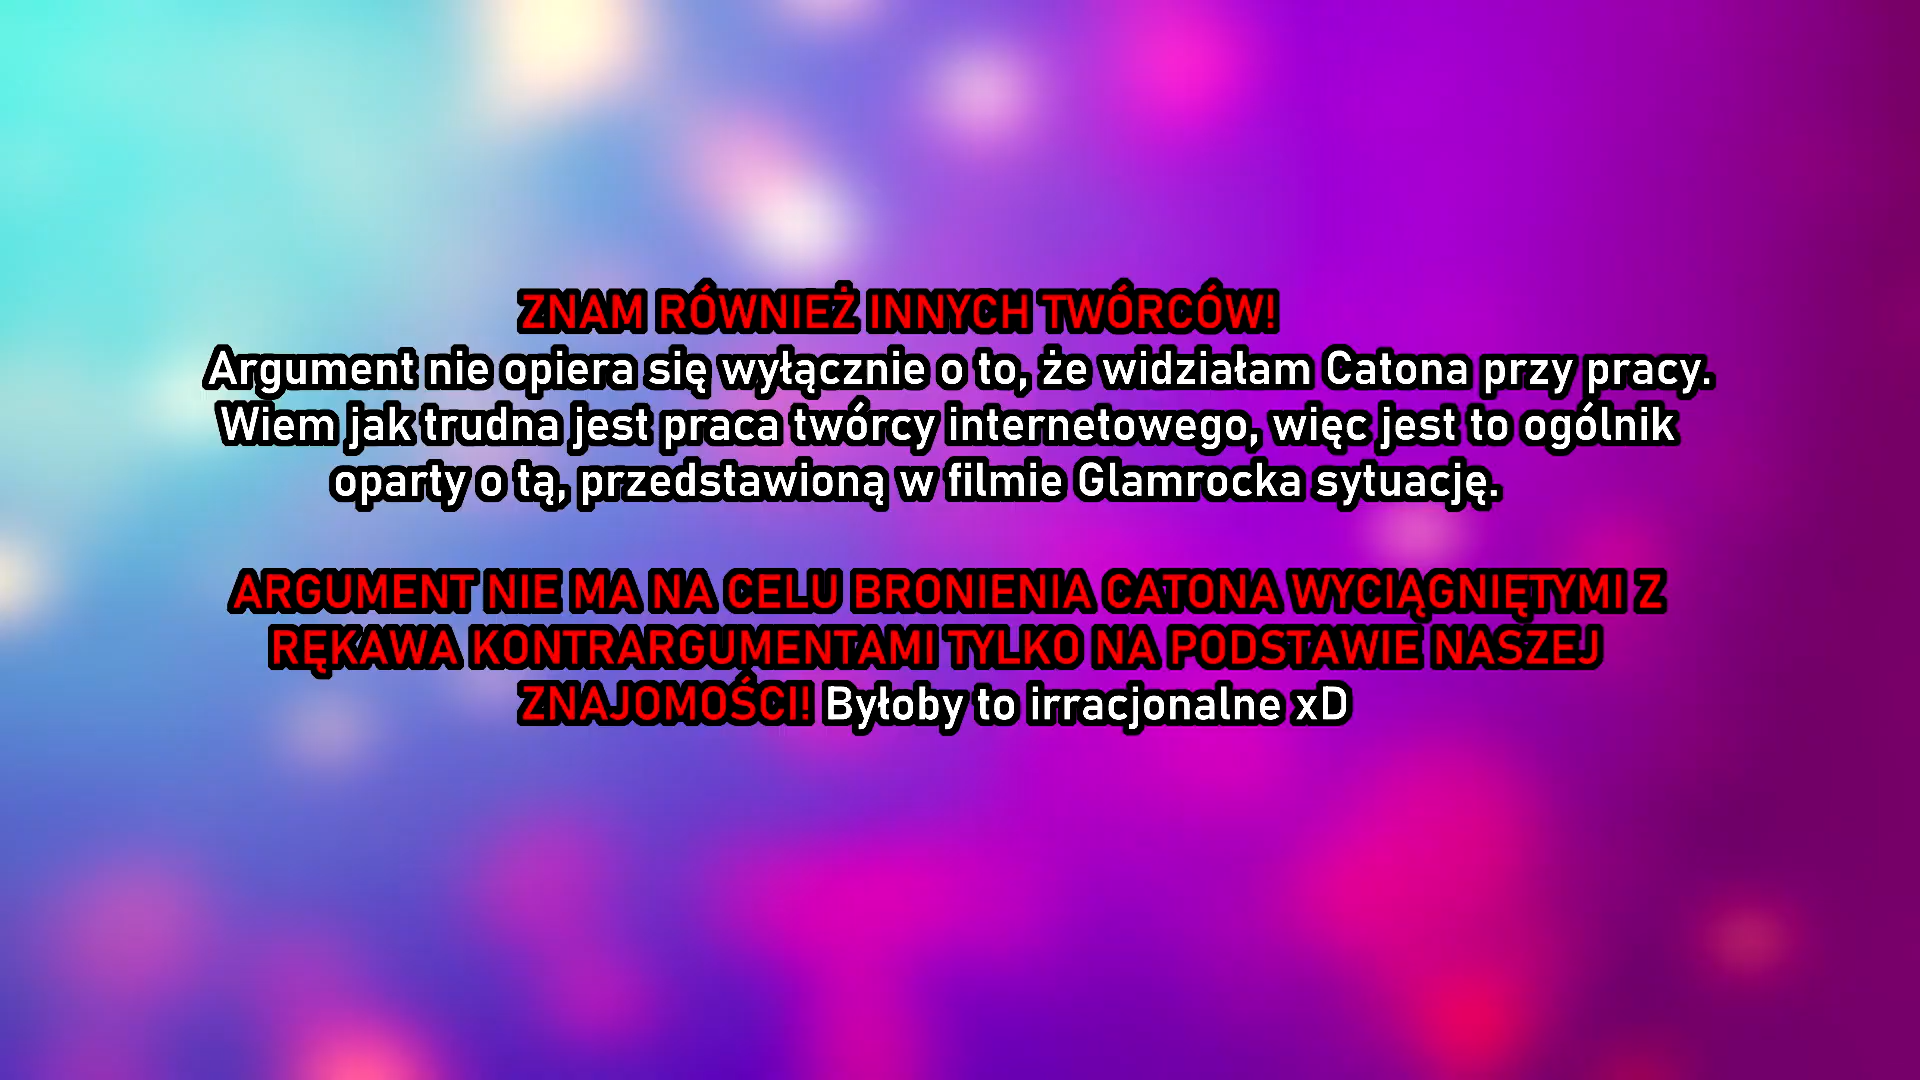 ZNAM RÓWNIEŻ INNYCH TWÓRCÓW!
Argument nie opiera się wyłącznie o to, że widziałam Catona przy pracy.
Wiem jak trudna jest praca twórcy internetowego, więc jest to ogólnik
oparty o tą, przedstawioną w filmie Glamrocka sytuację.
ARGUMENT NIE MA NA CELU BRONIENIA CATONA WYCIĄGNIĘTYMI Z
RĘKAWA KONTRARGUMENTAMI TYLKO NA PODSTAWIE NASZEJ
ZNAJOMOŚCI! Byłoby to irracjonalne xD